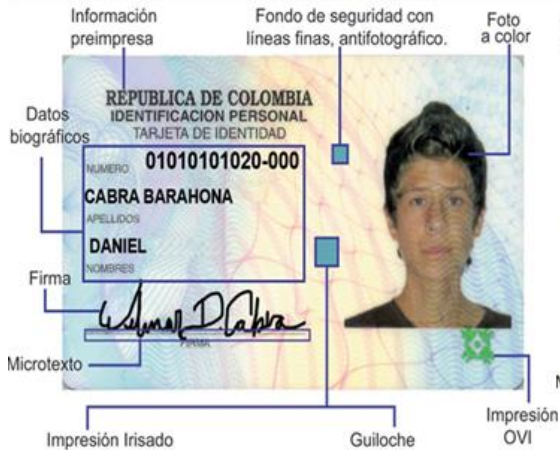 Información
preimpresa
Fondo de seguridad con
líneas finas, antifotográfico.
Foto
a color
Datos
biográficos
REPUBLICA DE COLOMBIA
IDENTIFICACION PERSONAL
TARJETA DE IDENTIDAD
NUMERO 01010101020-000
CABRA BARAHONA
APELLIDOS
DANIEL
NOMBRES
Firma
D. Cabra
FIRMA
Microtexto
Impresión Irisado
Guiloche
Impresión
OVI